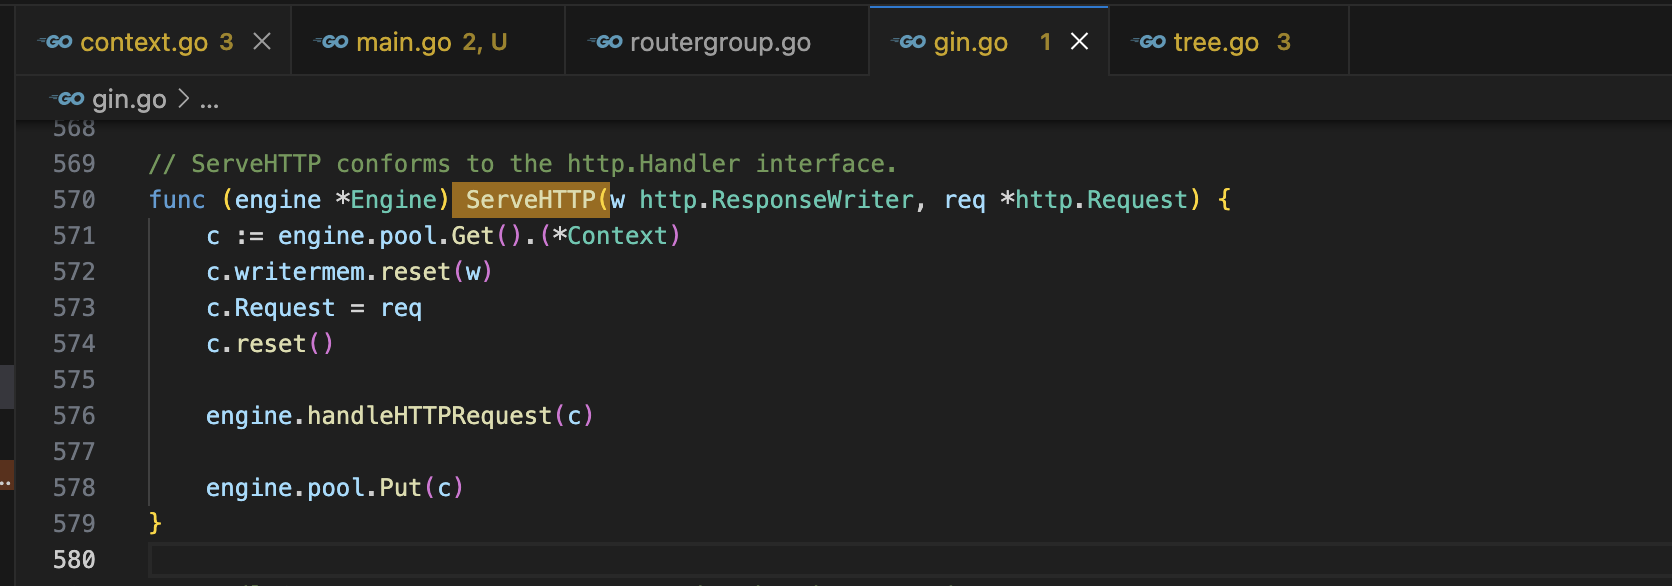 GO context.go 3 GO main.go 2, U GO routergroup.go GO gin.go 1 GO tree.go 3
GO gin.go > ...
568
569 // ServeHTTP conforms to the http.Handler interface.
570 func (engine *Engine) ServeHTTP(w http.ResponseWriter, req *http.Request) {
571     c := engine.pool.Get().(*Context)
572     c.writermem.reset(w)
573     c.Request = req
574     c.reset()
575
576     engine.handleHTTPRequest(c)
577
578     engine.pool.Put(c)
579 }
580